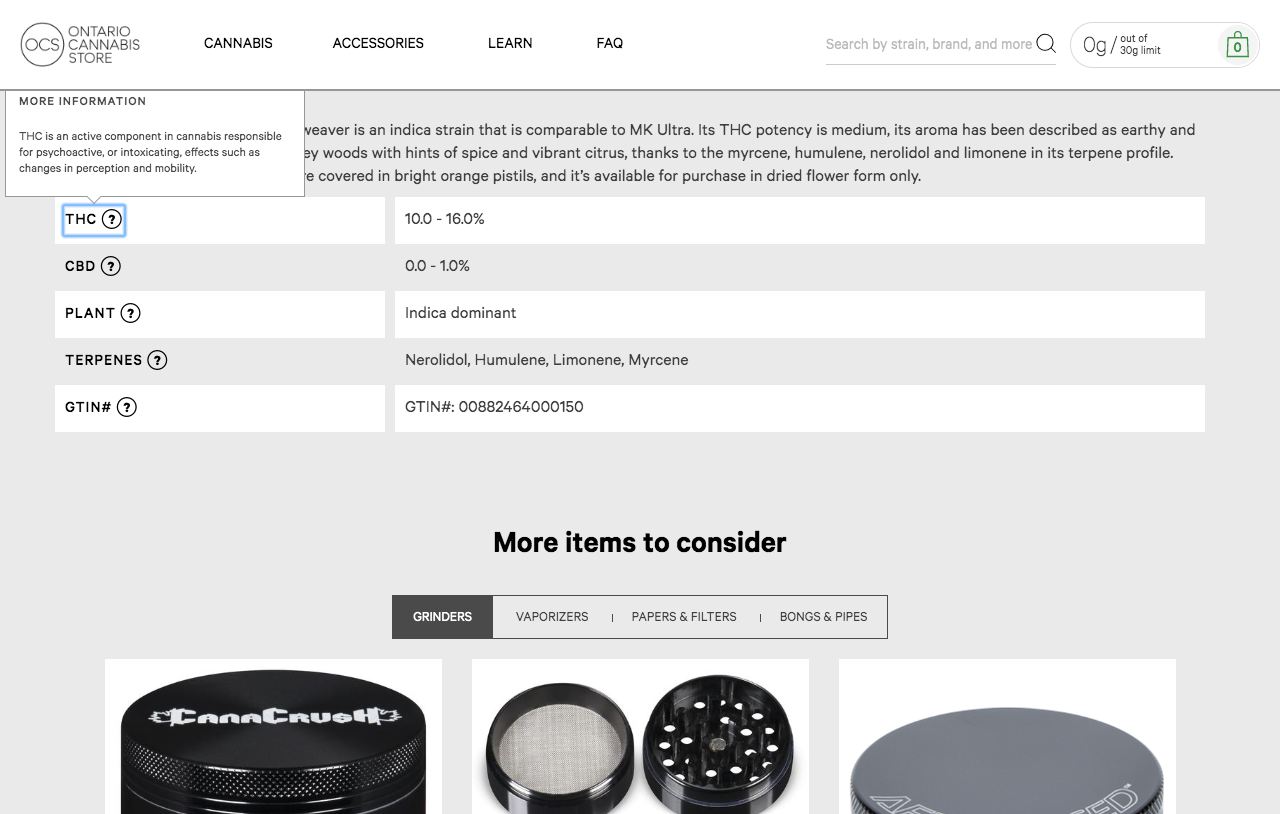 OCS
ONTARIO
CANNABIS
STORE
CANNABIS
ACCESSORIES
LEARN
FAQ
Search by strain, brand, and more
0g / out of
30g limit
0
MORE INFORMATION
THC is an active component in cannabis responsible
for psychoactive, or intoxicating, effects such as
changes in perception and mobility.
weaver is an indica strain that is comparable to MK Ultra. Its THC potency is medium, its aroma has been described as earthy and
ey woods with hints of spice and vibrant citrus, thanks to the myrcene, humulene, nerolidol and limonene in its terpene profile.
re covered in bright orange pistils, and it’s available for purchase in dried flower form only.
THC ?
10.0 - 16.0%
CBD ?
0.0 - 1.0%
PLANT ?
Indica dominant
TERPENES ?
Nerolidol, Humulene, Limonene, Myrcene
GTIN# ?
GTIN#: 00882464000150
More items to consider
GRINDERS
VAPORIZERS
PAPERS & FILTERS
BONGS & PIPES
CANACRUSH